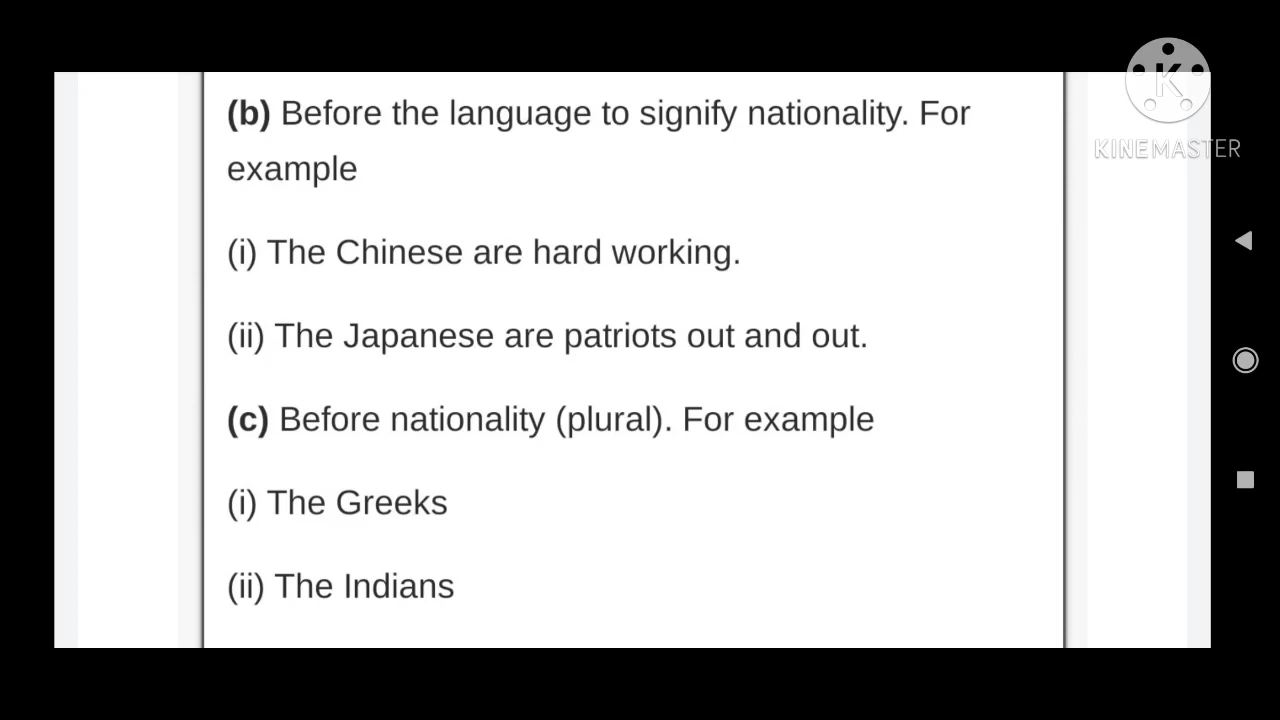 (b) Before the language to signify nationality. For
example
(i) The Chinese are hard working.
(ii) The Japanese are patriots out and out.
(c) Before nationality (plural). For example
(i) The Greeks
(ii) The Indians
K
KINEMASTER